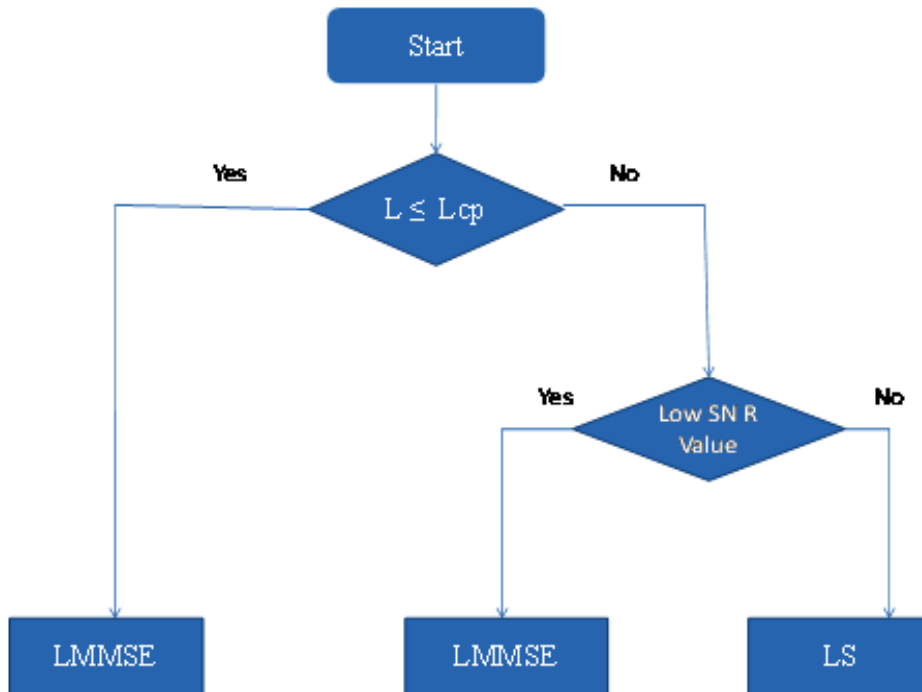 Start
Yes
No
L ≤ Lcp
Yes
No
Low SN R
Value
LMMSE
LMMSE
LS